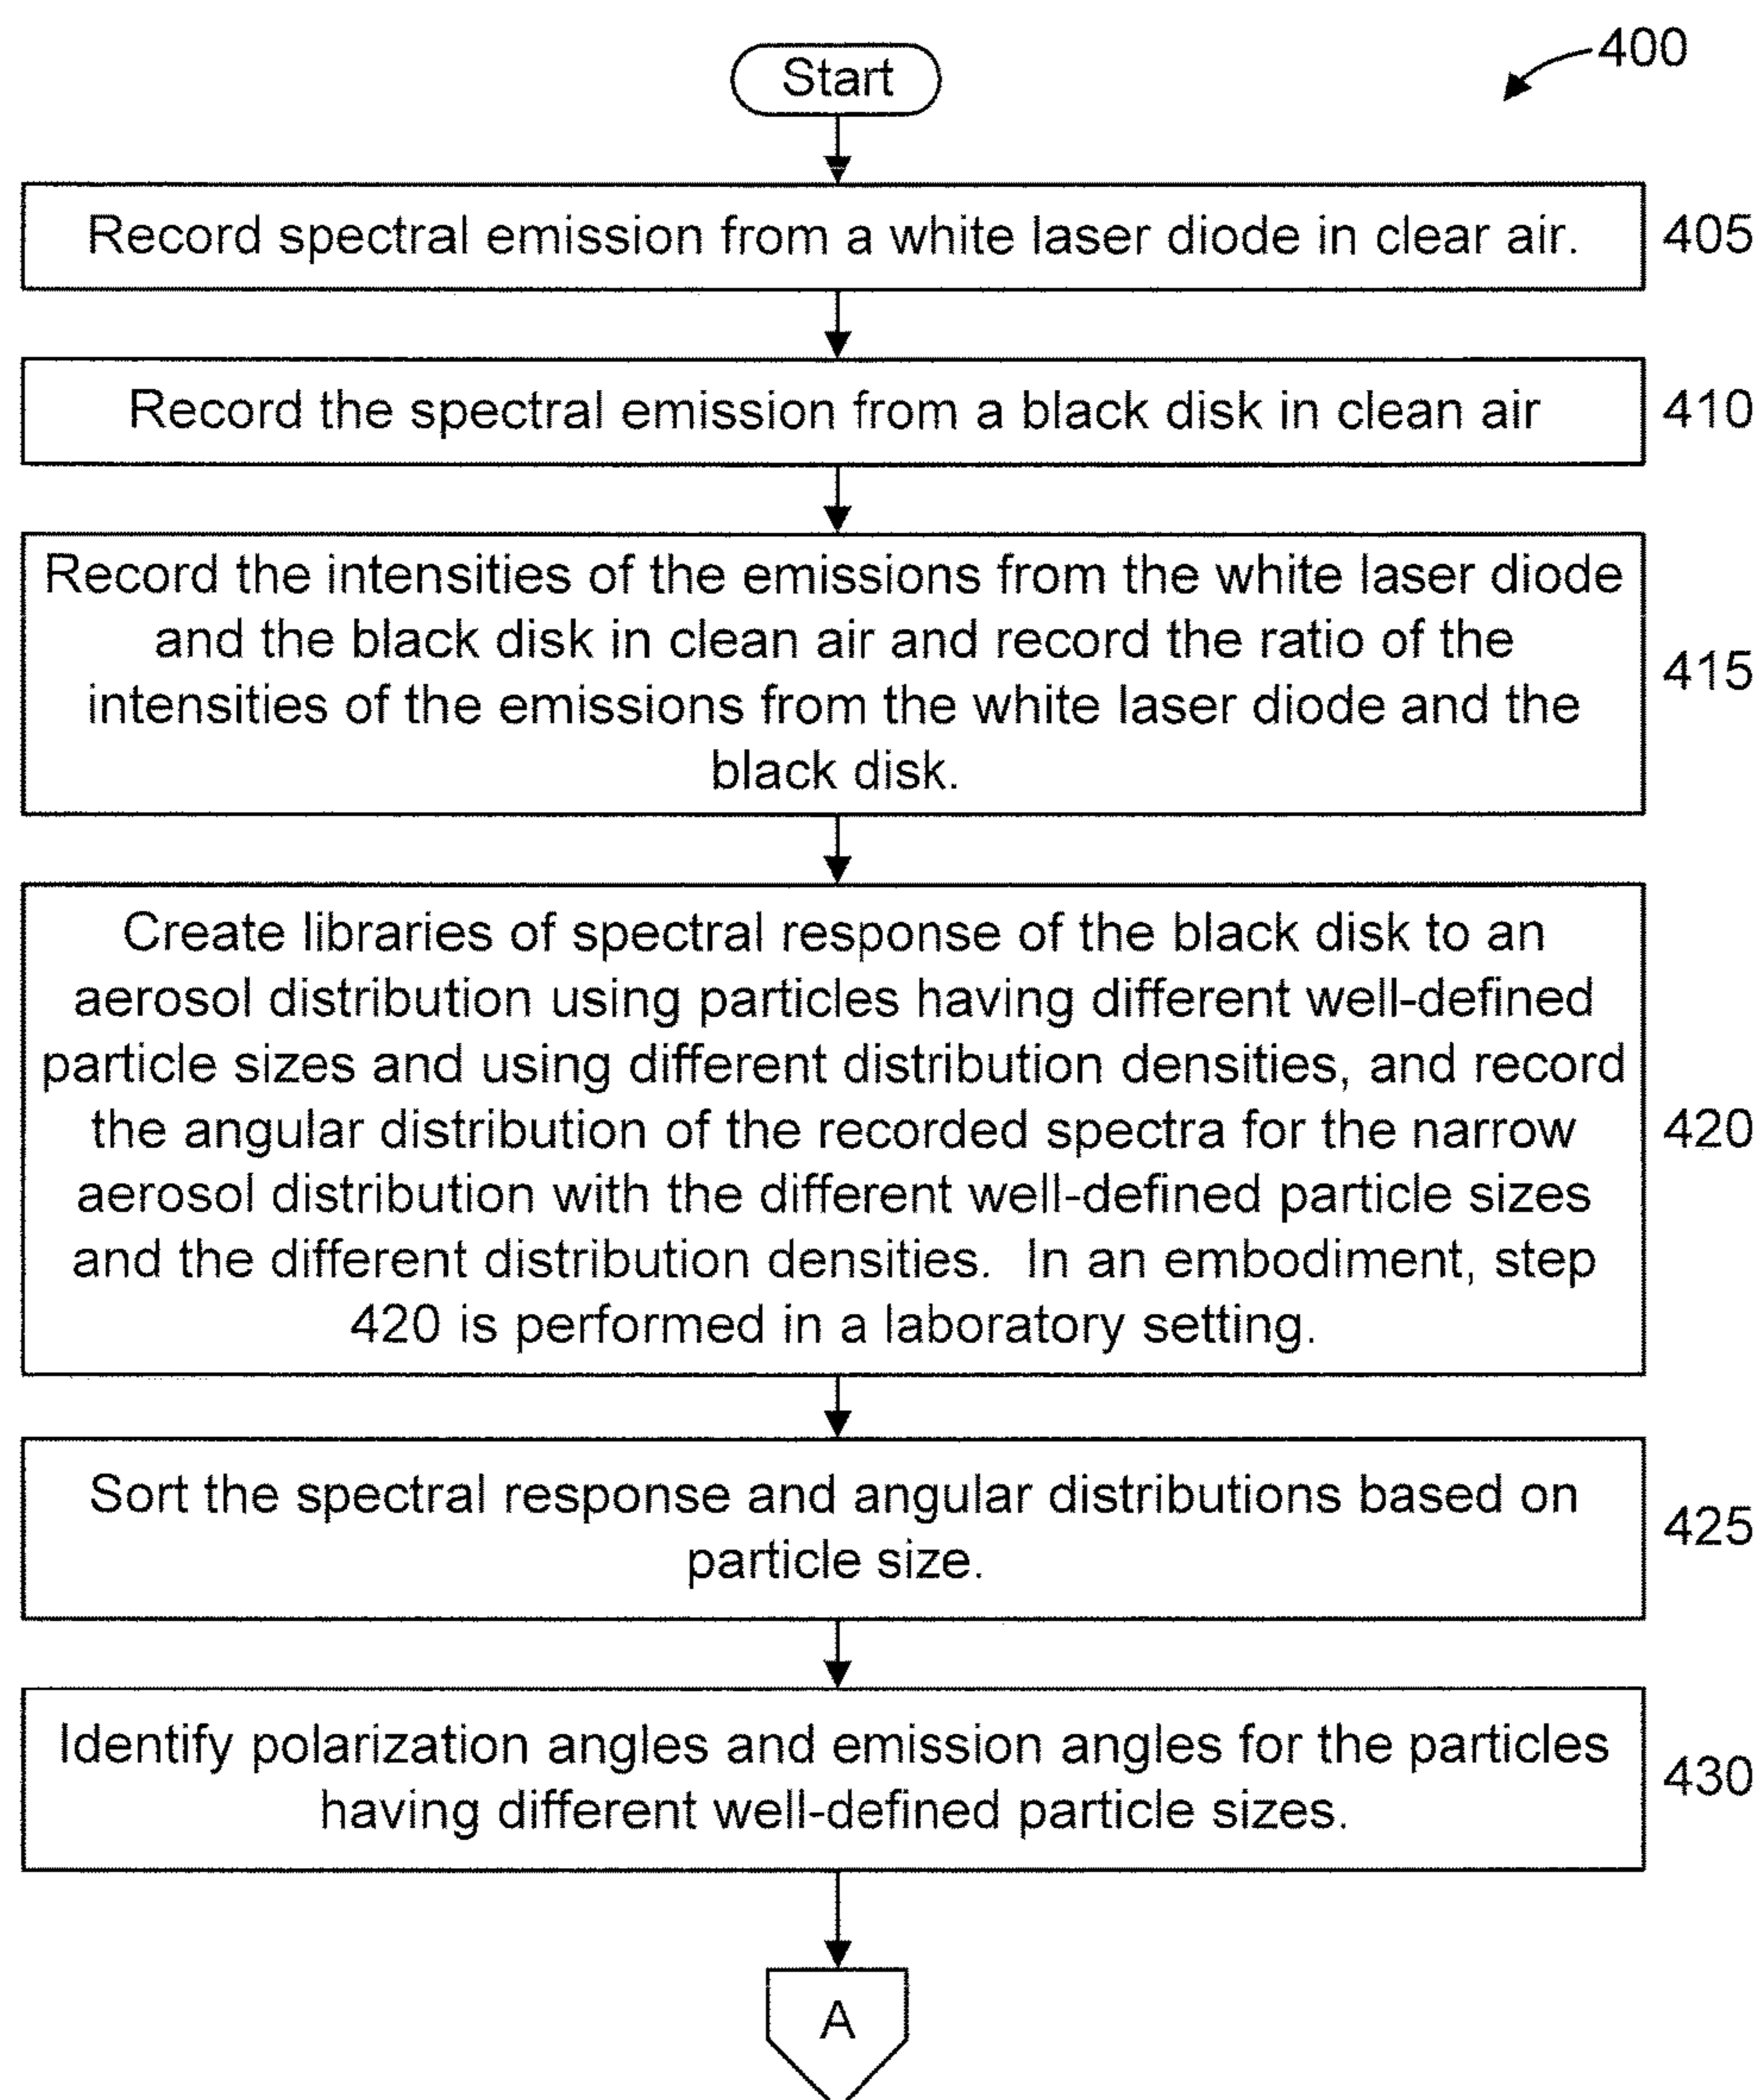 400
Start
Record spectral emission from a white laser diode in clear air.
405
Record the spectral emission from a black disk in clean air
410
Record the intensities of the emissions from the white laser diode
and the black disk in clean air and record the ratio of the
intensities of the emissions from the white laser diode and the
black disk.
415
Create libraries of spectral response of the black disk to an
aerosol distribution using particles having different well-defined
particle sizes and using different distribution densities, and record
the angular distribution of the recorded spectra for the narrow
aerosol distribution with the different well-defined particle sizes
and the different distribution densities. In an embodiment, step
420 is performed in a laboratory setting.
420
Sort the spectral response and angular distributions based on
particle size.
425
Identify polarization angles and emission angles for the particles
having different well-defined particle sizes.
430
A